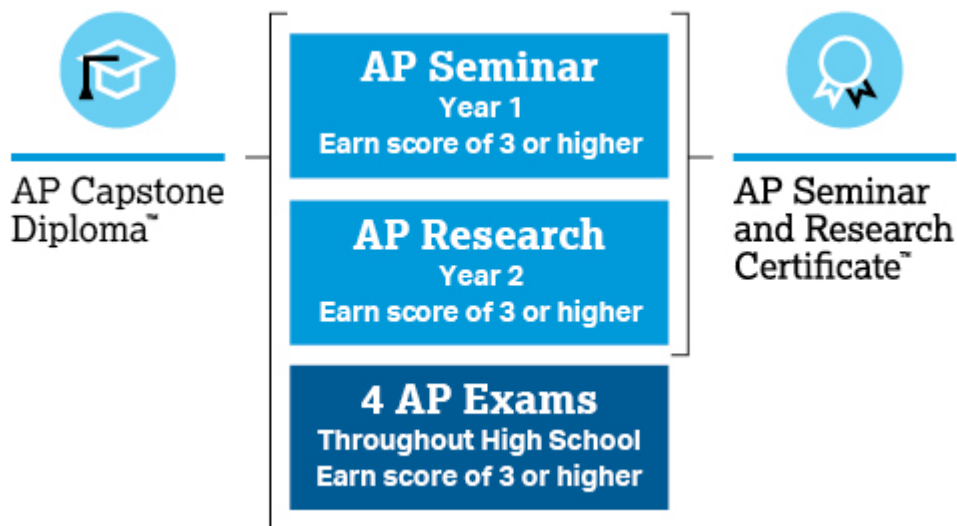 AP Capstone
Diploma™
AP Seminar
Year 1
Earn score of 3 or higher
AP Research
Year 2
Earn score of 3 or higher
4 AP Exams
Throughout High School
Earn score of 3 or higher
AP Seminar
and Research
Certificate™